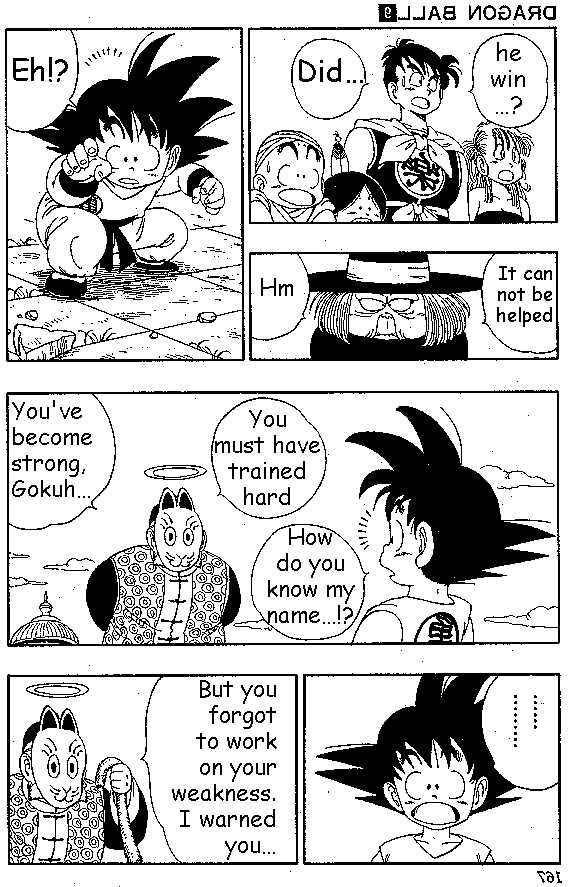 DRAGON BALL 9
Eh!?
Did...
he
win
...?
Hm
It can
not be
helped
You've
become
strong,
Gokuh...
You
must have
trained
hard
How
do you
know my
name...!?
But you
forgot
to work
on your
weakness.
I warned
you...
167